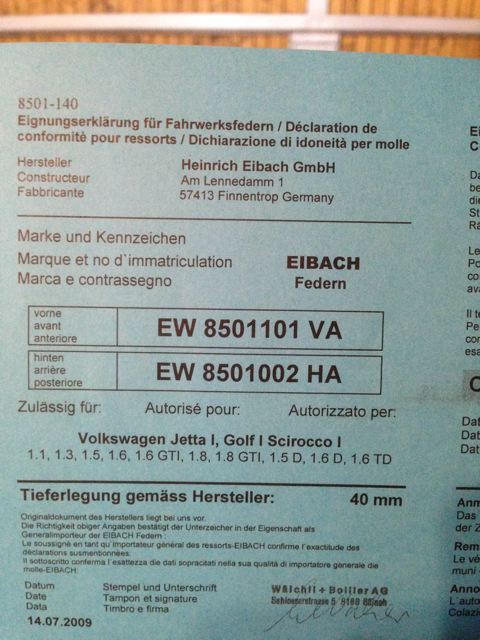 8501-140
Eignungserklärung für Fahrwerksfedern / Déclaration de
conformité pour ressorts / Dichiarazione di idoneità per molle
Hersteller
Constructeur
Fabbricante
Heinrich Eibach GmbH
Am Lennedamm 1
57413 Finnentrop Germany
Marke und Kennzeichen
Marque et no d`immatriculation
Marca e contrassegno
EIBACH
Federn
vorne
avant
anteriore
EW 8501101 VA
hinten
arrière
posteriore
EW 8501002 HA
Zulässig für: Autorisé pour: Autorizzato per:
Volkswagen Jetta I, Golf I Scirocco I
1.1, 1.3, 1.5, 1.6, 1.6 GTI, 1.8, 1.8 GTI, 1.5 D, 1.6 D, 1.6 TD
Tieferlegung gemäss Hersteller: 40 mm
Originaldokument des Herstellers liegt bei uns vor.
Die Richtigkeit obiger Angaben bestätigt der Unterzeicher in der Eigenschaft als
Generalimporteur der EIBACH Federn :
Le soussigné en tant qu`importateur général des ressorts-EIBACH confirme l`exactitude des
déclarations susmentionnées:
Il sottoscritto conferma l`esattezza die dati sopracitati nella sua qualità di importatore generale die
molle-EIBACH:
Datum
Date
Data
14.07.2009
Stempel und Unterschrift
Tampon et signature
Timbro e firma
Wälchli + Bollier AG